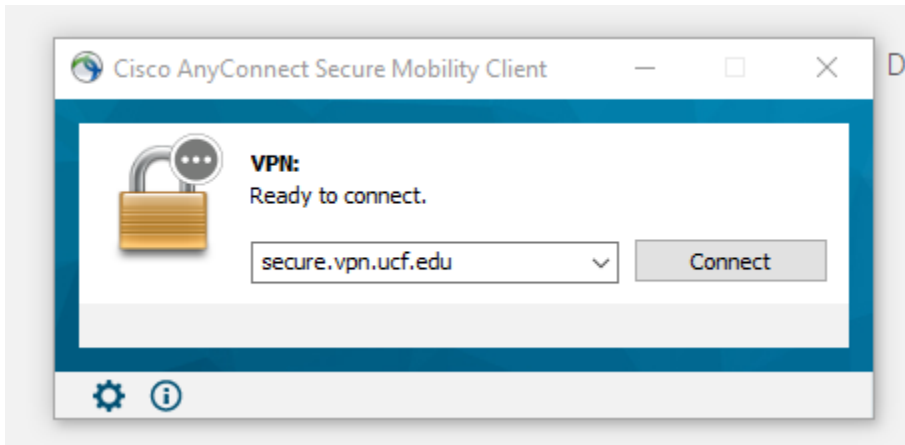 Cisco AnyConnect Secure Mobility Client
D
VPN:
Ready to connect.
secure.vpn.ucf.edu
Connect